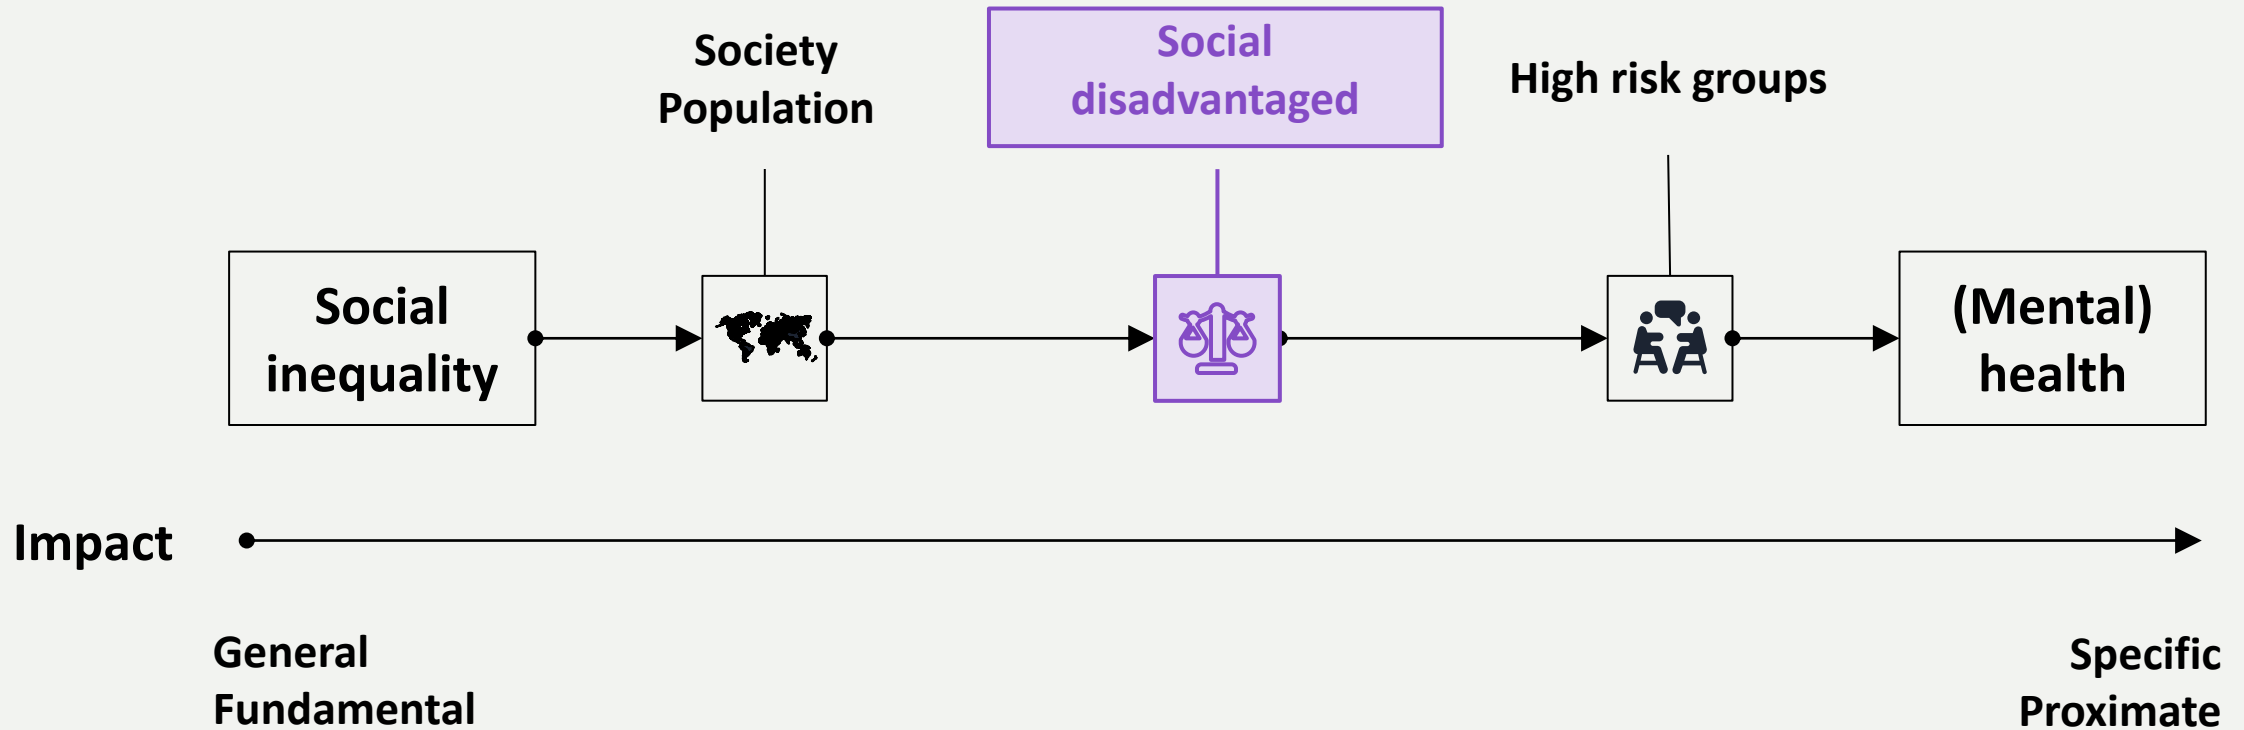 Society
Population
Social
disadvantaged
High risk groups
Social
inequality
(Mental)
health
Impact
General
Fundamental
Specific
Proximate